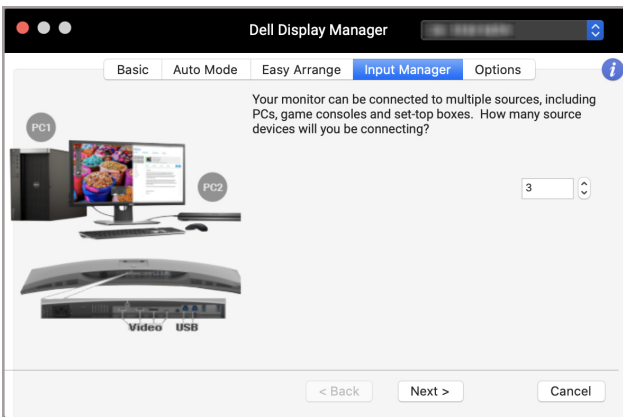 Dell Display Manager
Basic Auto Mode Easy Arrange Input Manager Options i
Your monitor can be connected to multiple sources, including
PCs, game consoles and set-top boxes. How many source
devices will you be connecting?
PC1
PC2
3
Video USB
< Back Next > Cancel